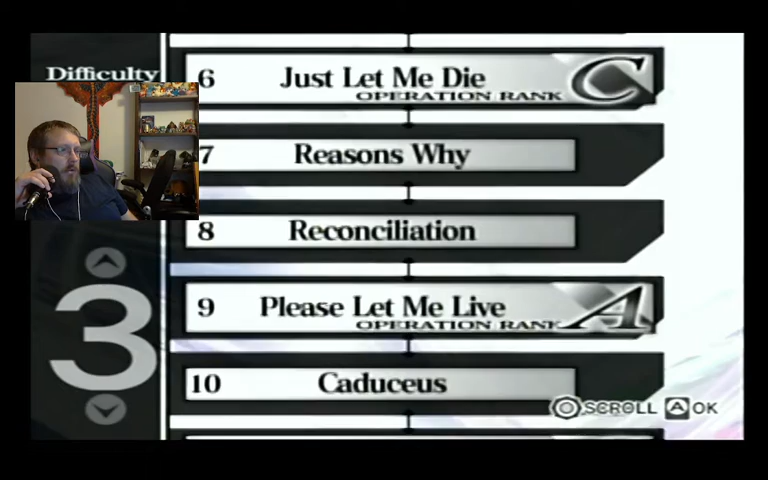 Difficulty
3
6 Just Let Me Die
OPERATION RANK C
7 Reasons Why
8 Reconciliation
9 Please Let Me Live
OPERATION RANK A
10 Caduceus
SCROLL A OK